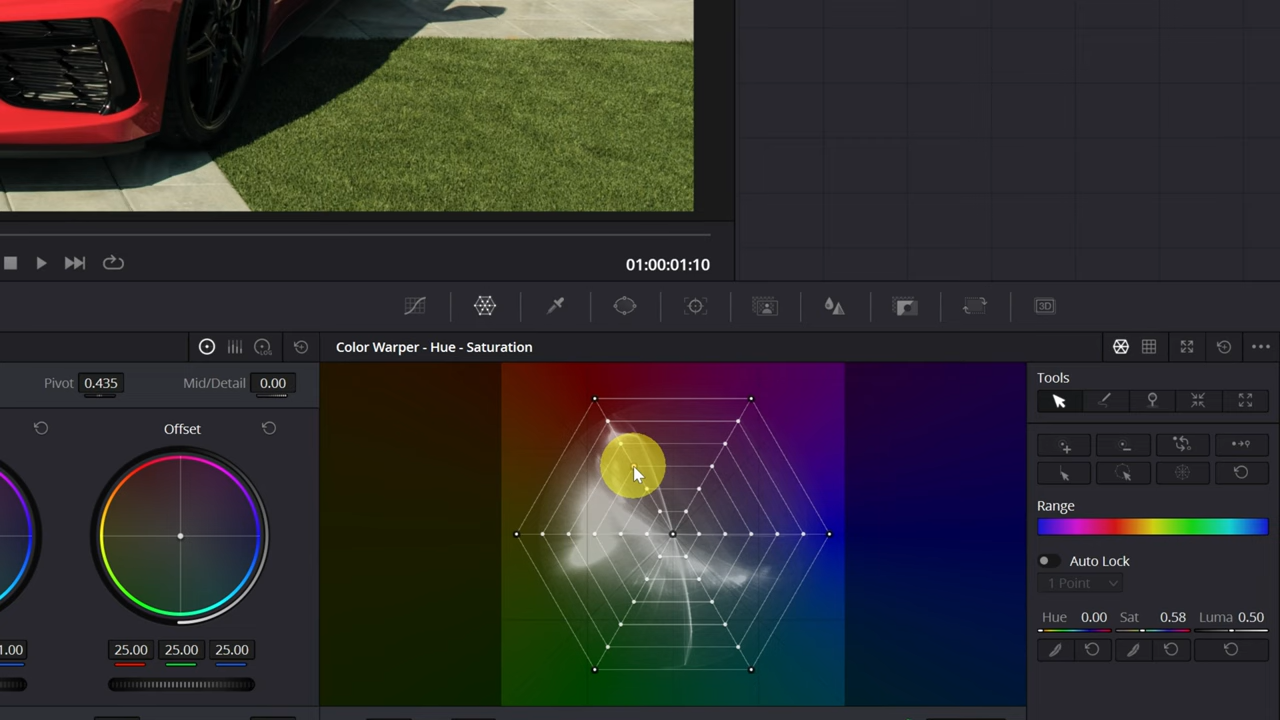 01:00:01:10
3D
LOG
Color Warper - Hue - Saturation
Pivot 0.435 Mid/Detail 0.00
Tools
Offset
Range
Auto Lock
1 Point
Hue 0.00 Sat 0.58 Luma 0.50
1.00 25.00 25.00 25.00